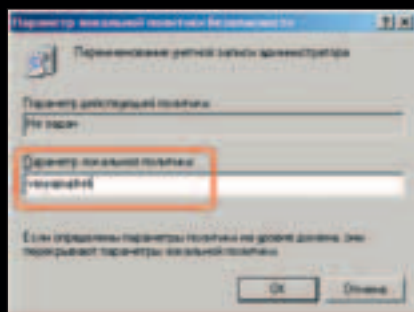 Параметр локальной политики безопасности
Переименование учетной записи администратора
Параметр действующей политики:
Не задан
Параметр локальной политики:
Если определены параметры политики на уровне домена, они
перекрывают параметры локальной политики.
OK
Отмена